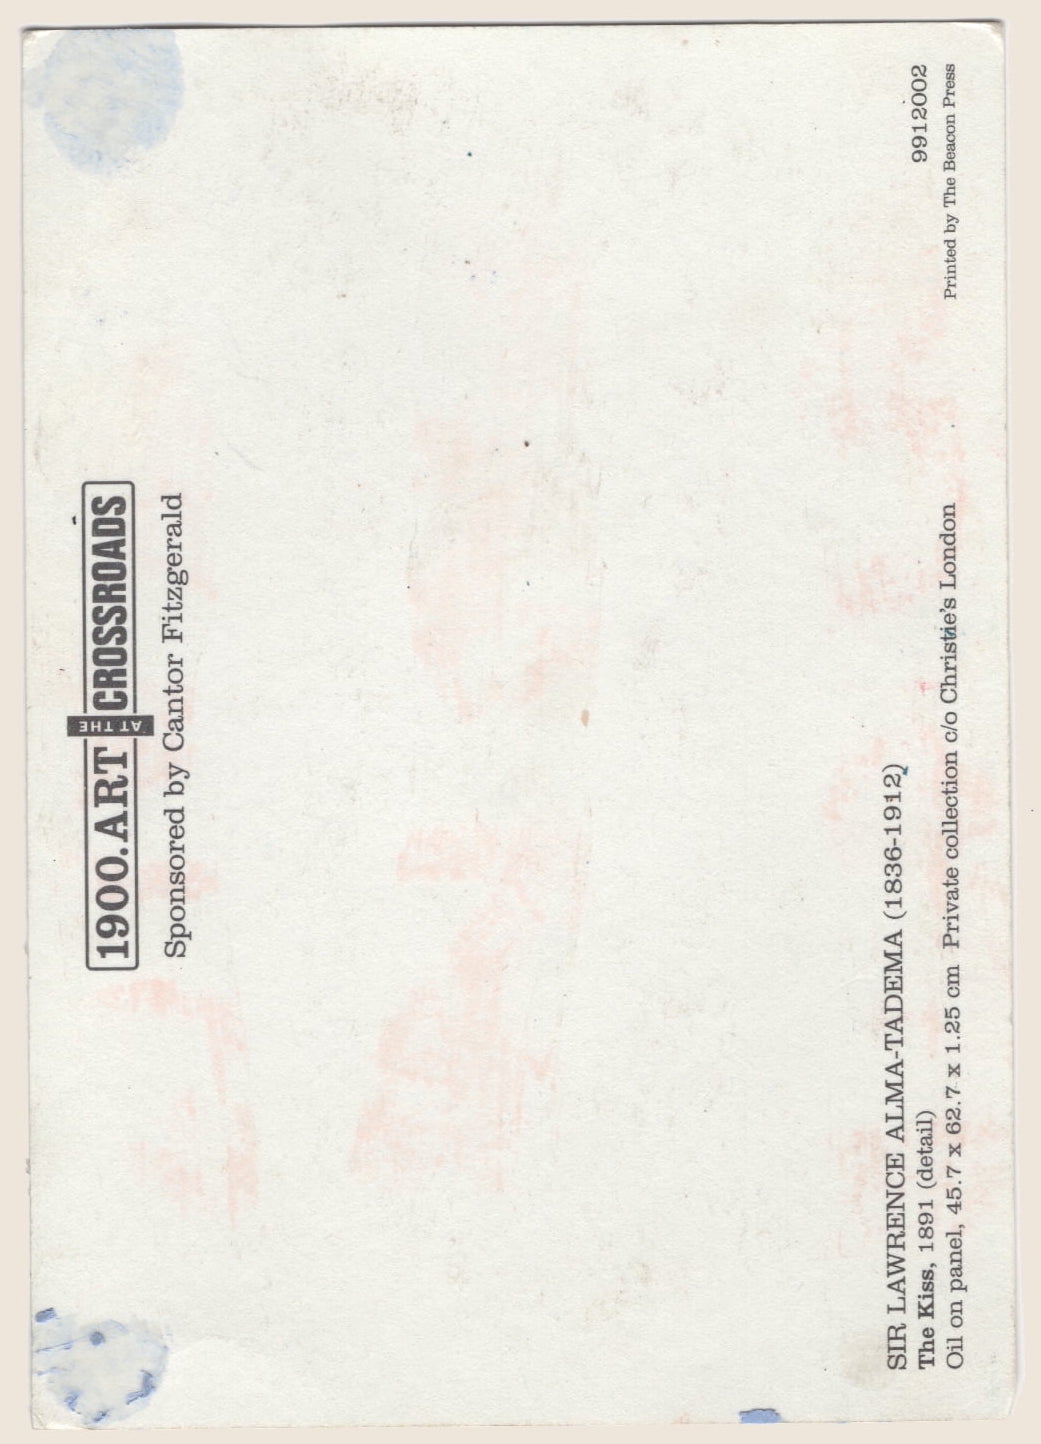 1900.ART AT THE CROSSROADS
Sponsored by Cantor Fitzgerald
SIR LAWRENCE ALMA-TADEMA (1836-1912)
The Kiss, 1891 (detail)
Oil on panel, 45.7 x 62.7 x 1.25 cm Private collection c/o Christie's London
9912002
Printed by The Beacon Press